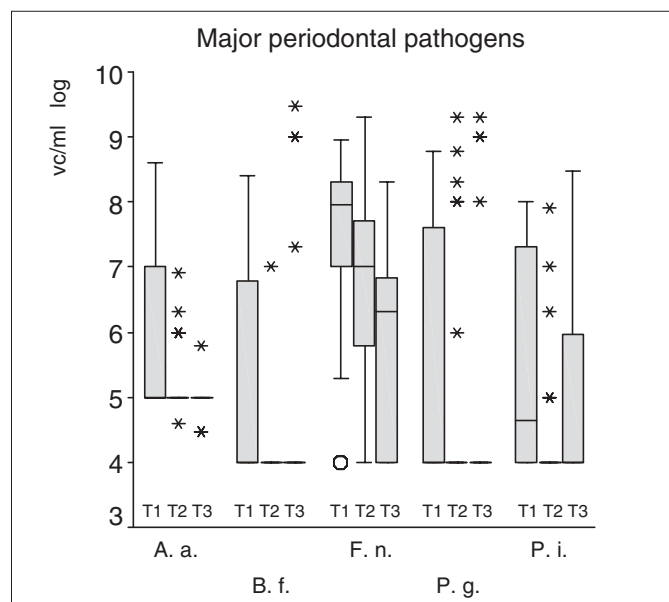 Major periodontal pathogens
vc/ml log
10
9
8
7
6
5
4
3
T1 T2 T3 T1 T2 T3 T1 T2 T3 T1 T2 T3 T1 T2 T3
A. a. F. n. P. i.
B. f. P. g.